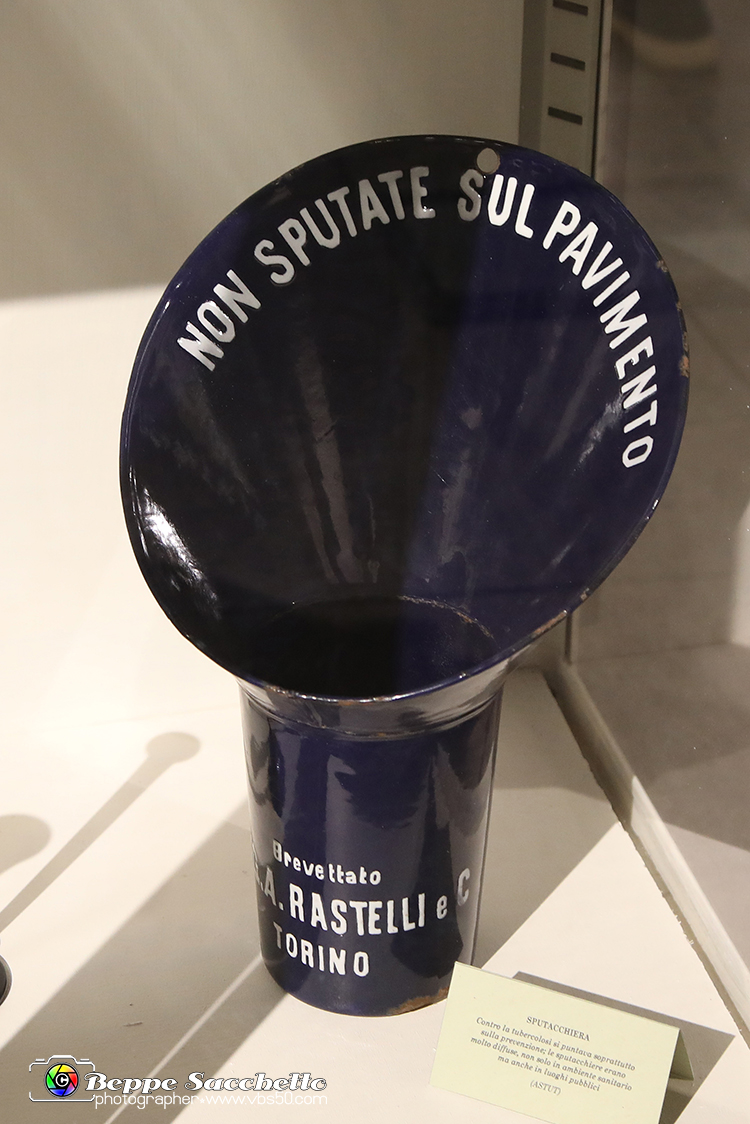 NON SPUTATE SUL PAVIMENTO
Brevettato
.A. RASTELLI e C
TORINO
SPUTACCHIERA
Contro la tubercolosi si puntava soprattutto
sulla prevenzione; le sputacchiere erano
molto diffuse, non solo in ambiente sanitario
ma anche in luoghi pubblici
(ASTUT)
Beppe Sacchetto
photographer-www.vbs50.com